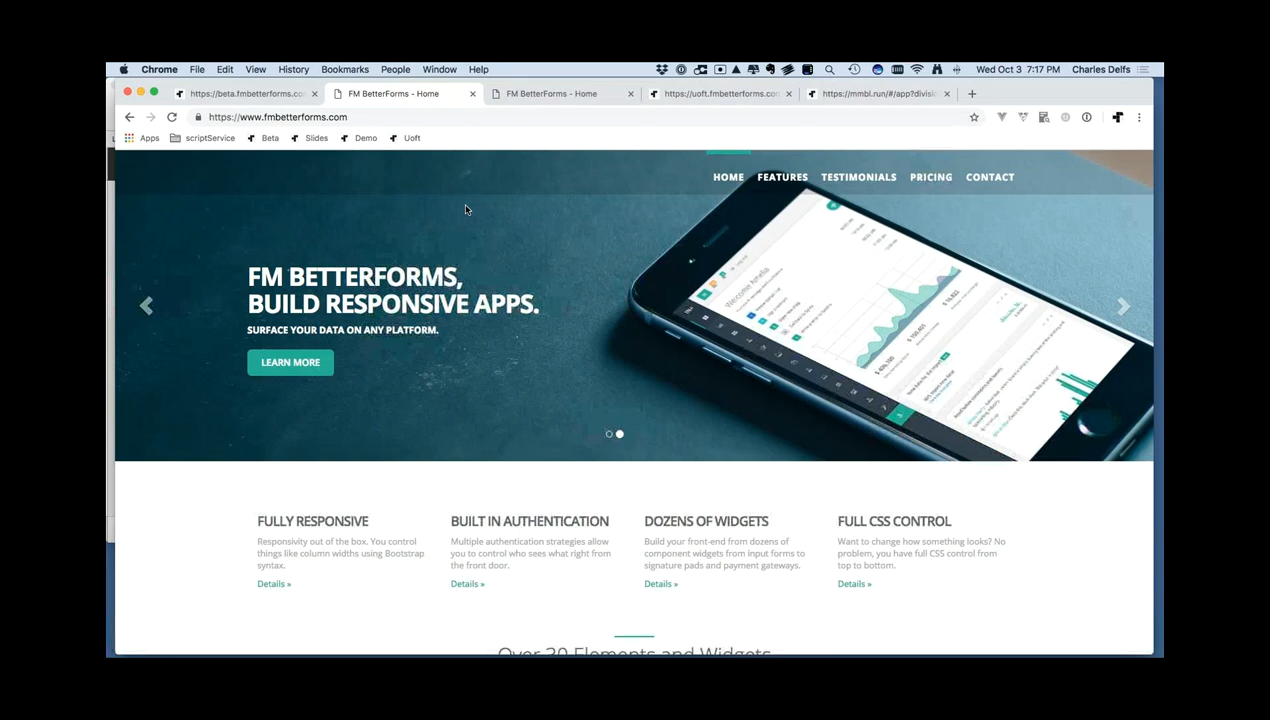 Chrome File Edit View History Bookmarks People Window Help Wed Oct 3 7:17 PM Charles Delfs
https://beta.fmbetterforms.co FM BetterForms - Home FM BetterForms - Home https://uoft.fmbetterforms.co https://mmbl.run/#/app?divisi
https://www.fmbetterforms.com
Apps scriptService Beta Slides Demo Uoft
HOME FEATURES TESTIMONIALS PRICING CONTACT
FM BETTERFORMS,
BUILD RESPONSIVE APPS.
SURFACE YOUR DATA ON ANY PLATFORM.
LEARN MORE
Welcome Amelia
FULLY RESPONSIVE
Responsivity out of the box. You control
things like column widths using Bootstrap
syntax.
Details »
BUILT IN AUTHENTICATION
Multiple authentication strategies allow
you to control who sees what right from
the front door.
Details »
DOZENS OF WIDGETS
Build your front-end from dozens of
component widgets from input forms to
signature pads and payment gateways.
Details »
FULL CSS CONTROL
Want to change how something looks? No
problem, you have full CSS control from
top to bottom.
Details »
Over 30 Elements and Widgets